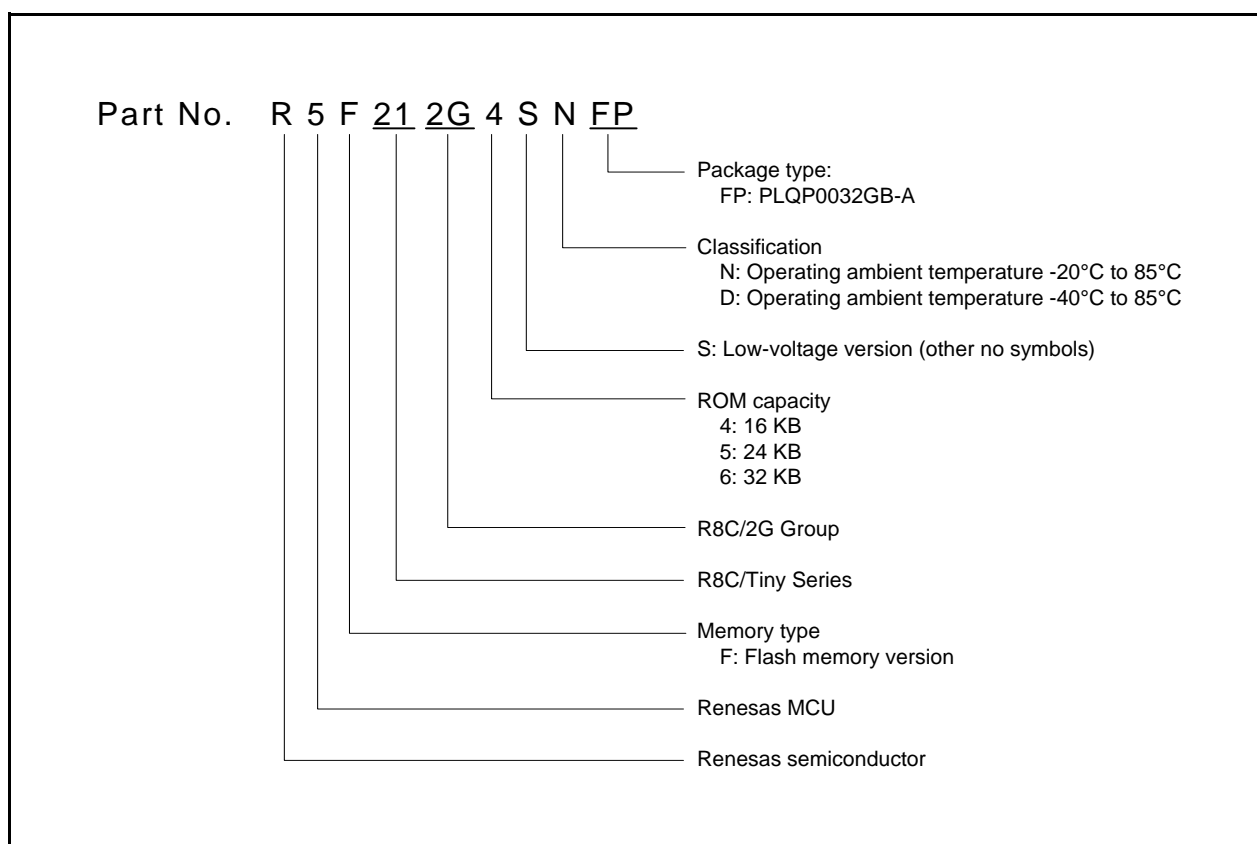 Part No. R 5 F 21 2G 4 S N FP
Package type:
FP: PLQP0032GB-A
Classification
N: Operating ambient temperature -20°C to 85°C
D: Operating ambient temperature -40°C to 85°C
S: Low-voltage version (other no symbols)
ROM capacity
4: 16 KB
5: 24 KB
6: 32 KB
R8C/2G Group
R8C/Tiny Series
Memory type
F: Flash memory version
Renesas MCU
Renesas semiconductor